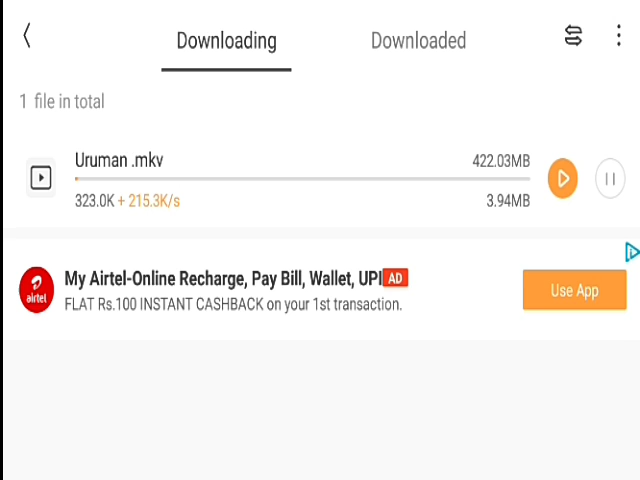 Downloading Downloaded
1 file in total
Uruman .mkv 422.03MB
323.0K + 215.3K/s 3.94MB
My Airtel-Online Recharge, Pay Bill, Wallet, UPI AD
airtel
FLAT Rs.100 INSTANT CASHBACK on your 1st transaction.
Use App